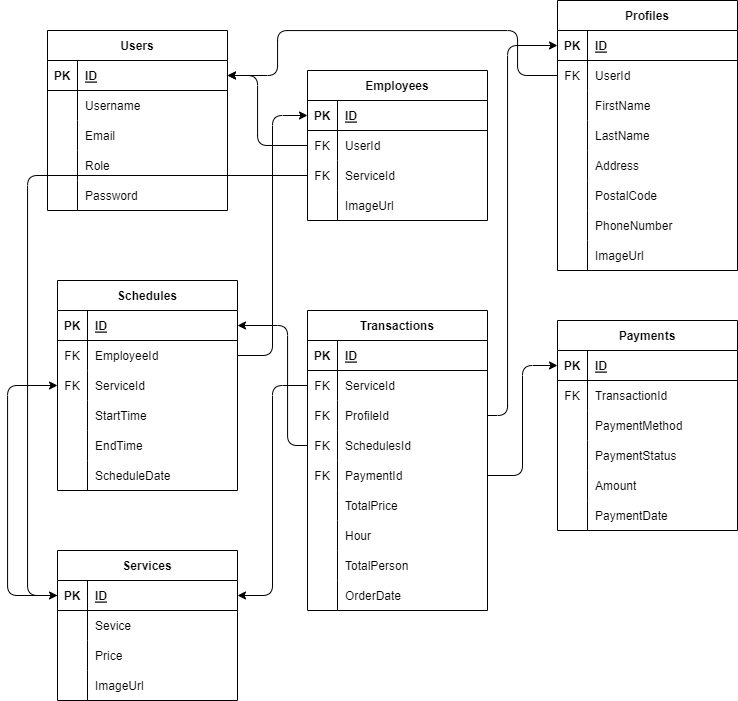 Users
PK ID
Username
Email
Role
Password
Employees
PK ID
FK UserId
FK ServiceId
ImageUrl
Profiles
PK ID
FK UserId
FirstName
LastName
Address
PostalCode
PhoneNumber
ImageUrl
Schedules
PK ID
FK EmployeeId
FK ServiceId
StartTime
EndTime
ScheduleDate
Transactions
PK ID
FK ServiceId
FK ProfileId
FK SchedulesId
FK PaymentId
TotalPrice
Hour
TotalPerson
OrderDate
Payments
PK ID
FK TransactionId
PaymentMethod
PaymentStatus
Amount
PaymentDate
Services
PK ID
Sevice
Price
ImageUrl